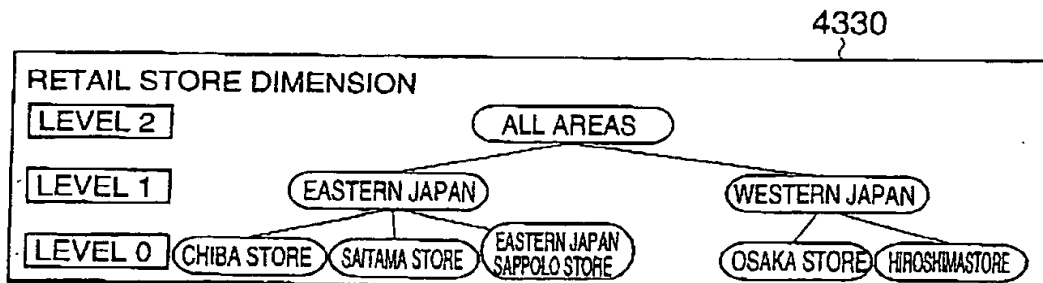 4330
RETAIL STORE DIMENSION
LEVEL 2
ALL AREAS
LEVEL 1
EASTERN JAPAN
WESTERN JAPAN
LEVEL 0
CHIBA STORE
SAITAMA STORE
EASTERN JAPAN
SAPPOLO STORE
OSAKA STORE
HIROSHIMASTORE